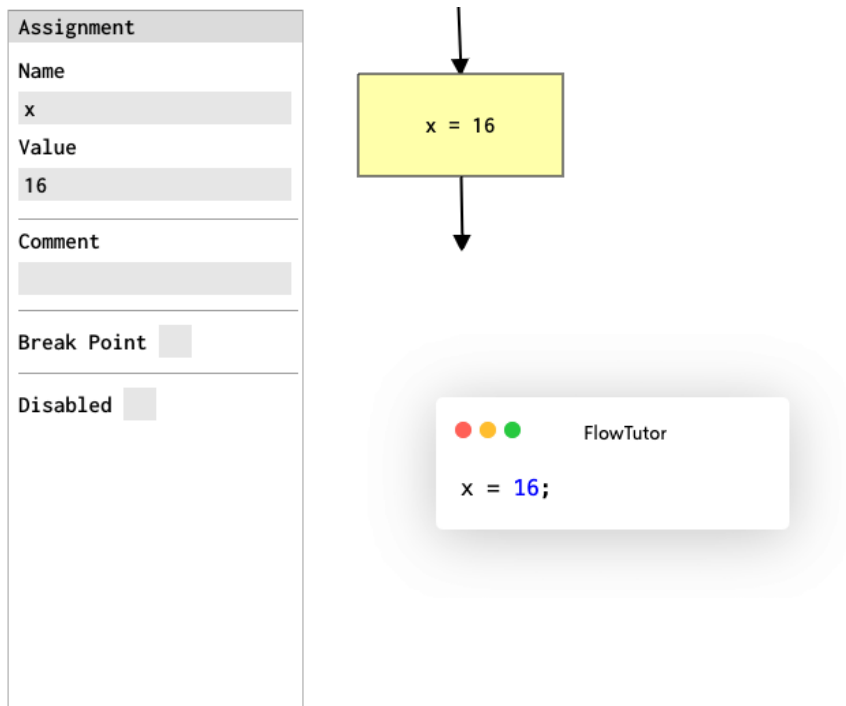 Assignment
Name
x
Value
16
Comment
Break Point
Disabled
x = 16
FlowTutor
x = 16;